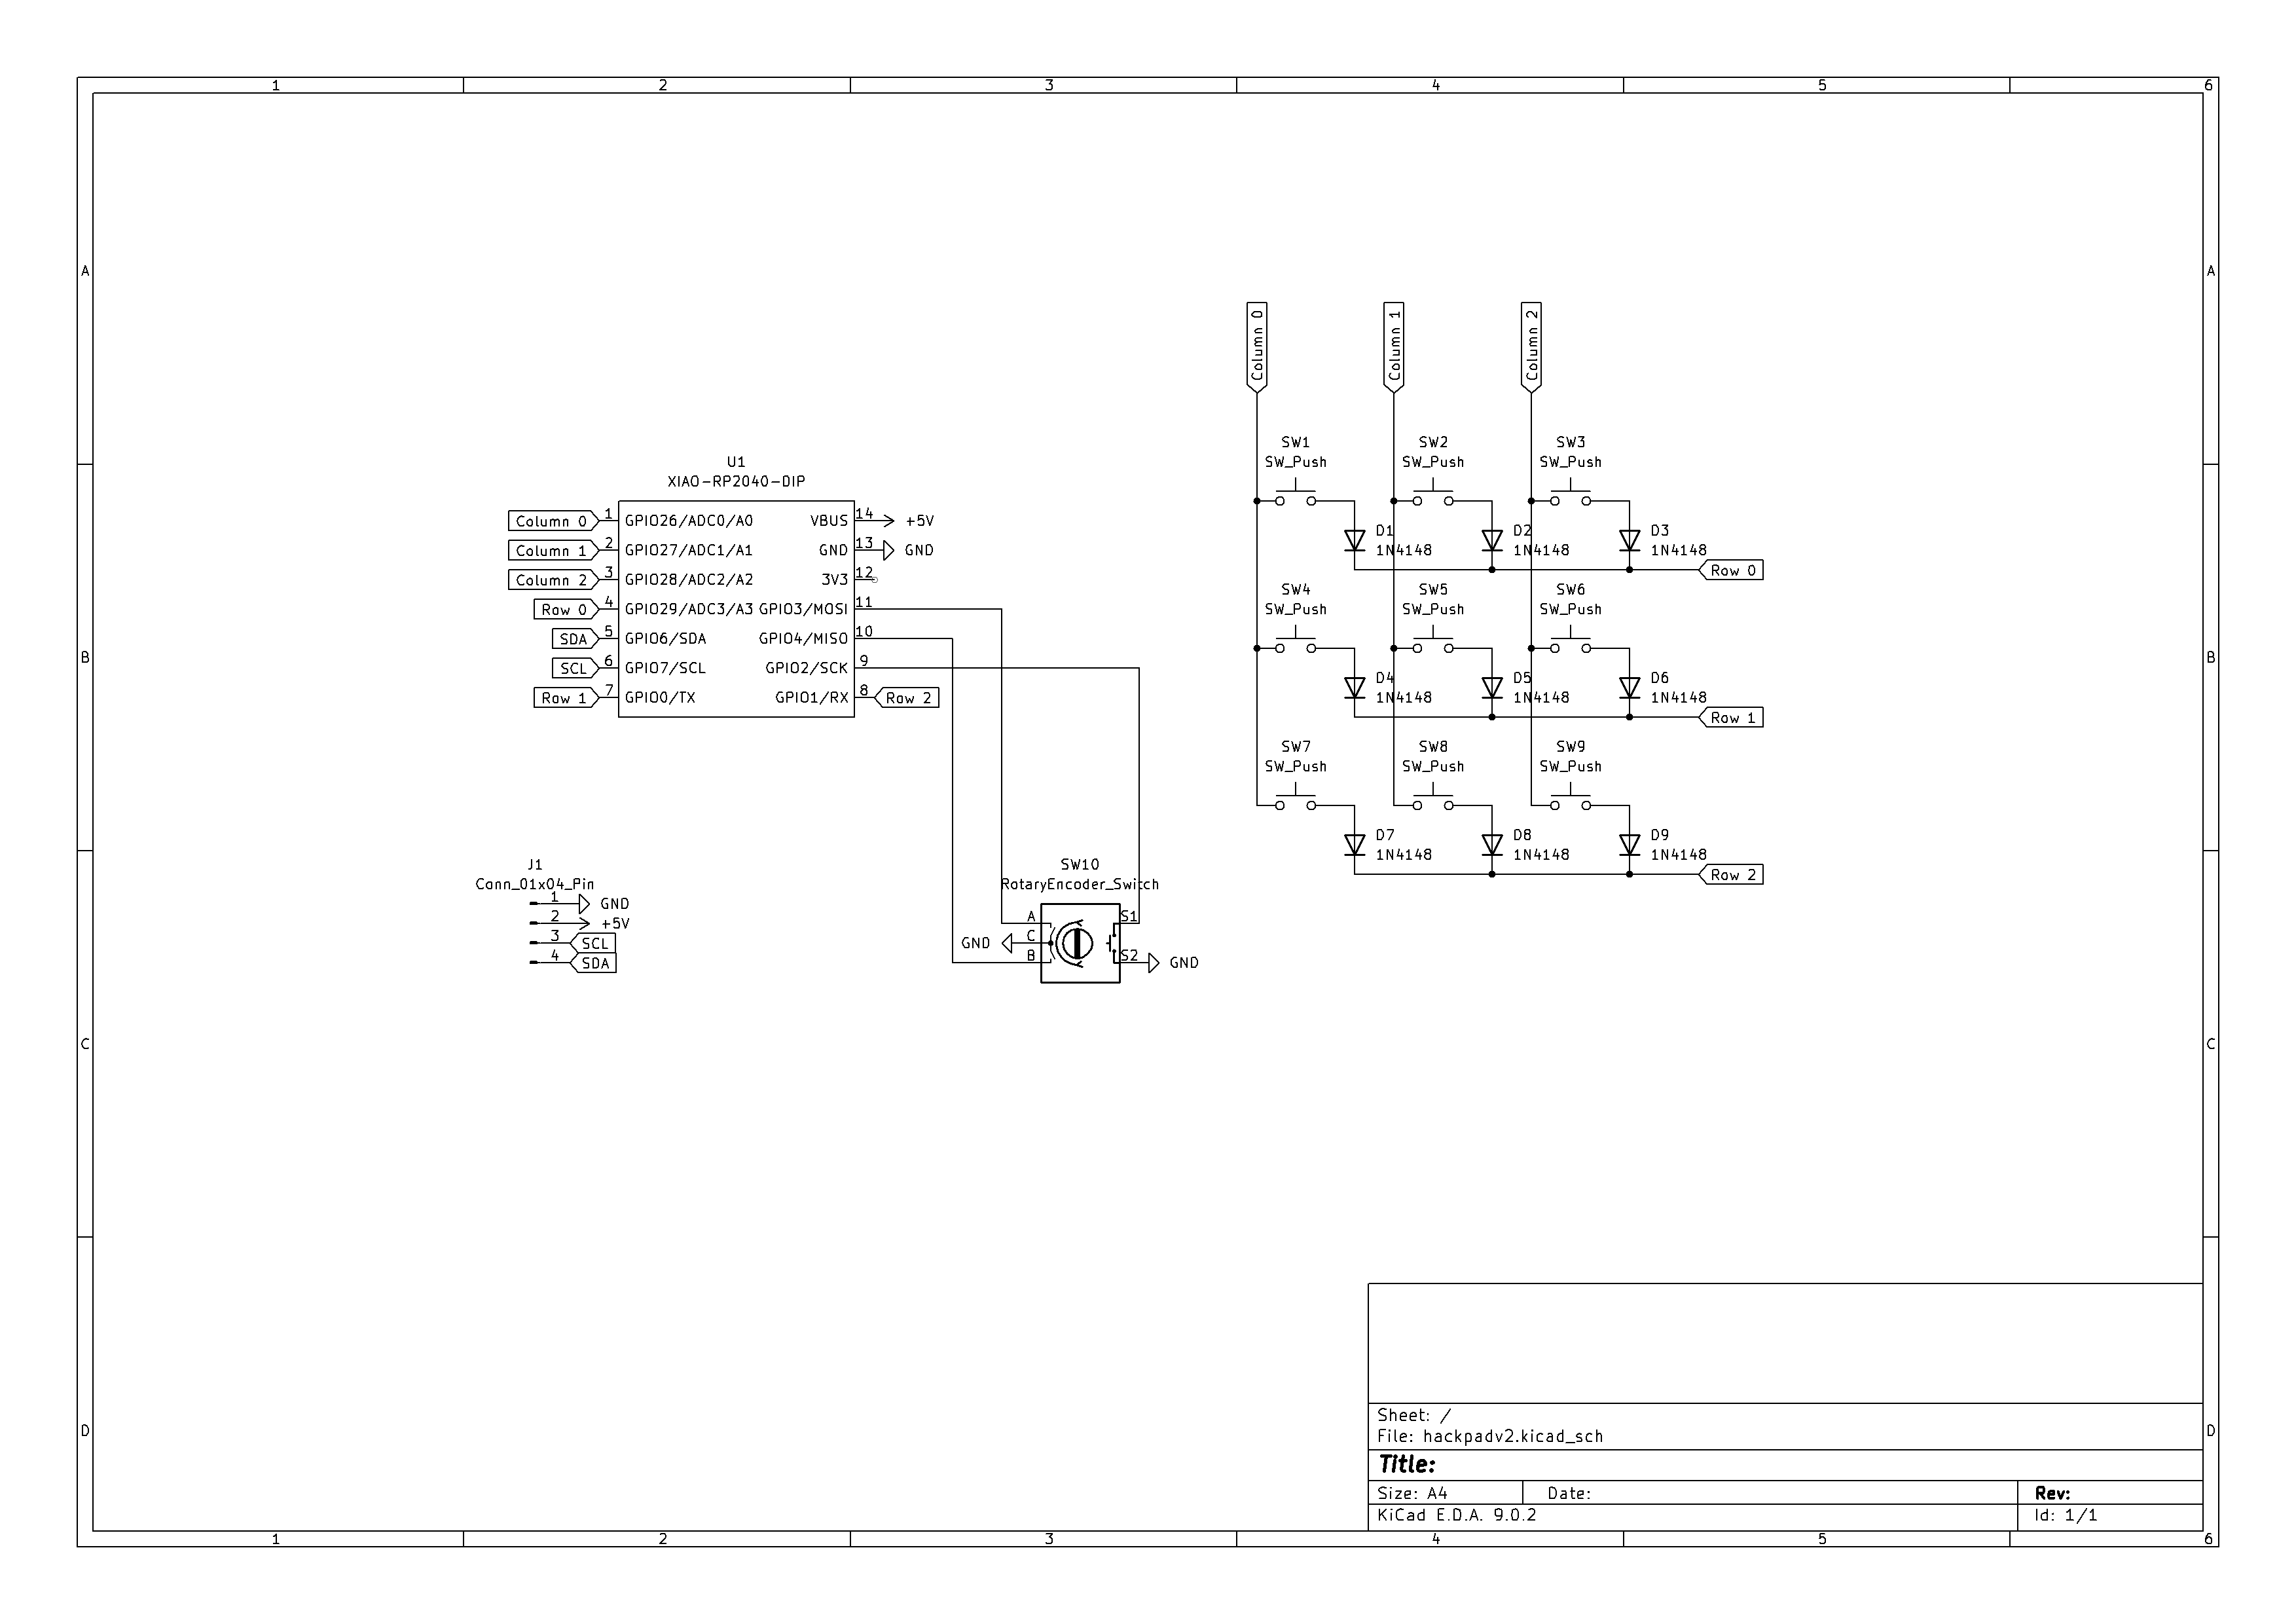 1 2 3 4 5 6
A A
B B
C C
D D
U1
XIAO-RP2040-DIP
Column 0 1 GPIO26/ADC0/A0 VBUS 14 +5V
Column 1 2 GPIO27/ADC1/A1 GND 13 GND
Column 2 3 GPIO28/ADC2/A2 3V3 12
Row 0 4 GPIO29/ADC3/A3 GPIO3/MOSI 11
SDA 5 GPIO6/SDA GPIO4/MISO 10
SCL 6 GPIO7/SCL GPIO2/SCK 9
Row 1 7 GPIO0/TX GPIO1/RX 8 Row 2
J1
Conn_01x04_Pin
1 GND
2 +5V
3 SCL
4 SDA
SW10
RotaryEncoder_Switch
A S1
GND C
B S2 GND
Column 0 Column 1 Column 2
SW1 SW2 SW3
SW_Push SW_Push SW_Push
D1 D2 D3
1N4148 1N4148 1N4148
Row 0
SW4 SW5 SW6
SW_Push SW_Push SW_Push
D4 D5 D6
1N4148 1N4148 1N4148
Row 1
SW7 SW8 SW9
SW_Push SW_Push SW_Push
D7 D8 D9
1N4148 1N4148 1N4148
Row 2
Sheet: /
File: hackpadv2.kicad_sch
Title:
Size: A4 Date: Rev:
KiCad E.D.A. 9.0.2 Id: 1/1
1 2 3 4 5 6